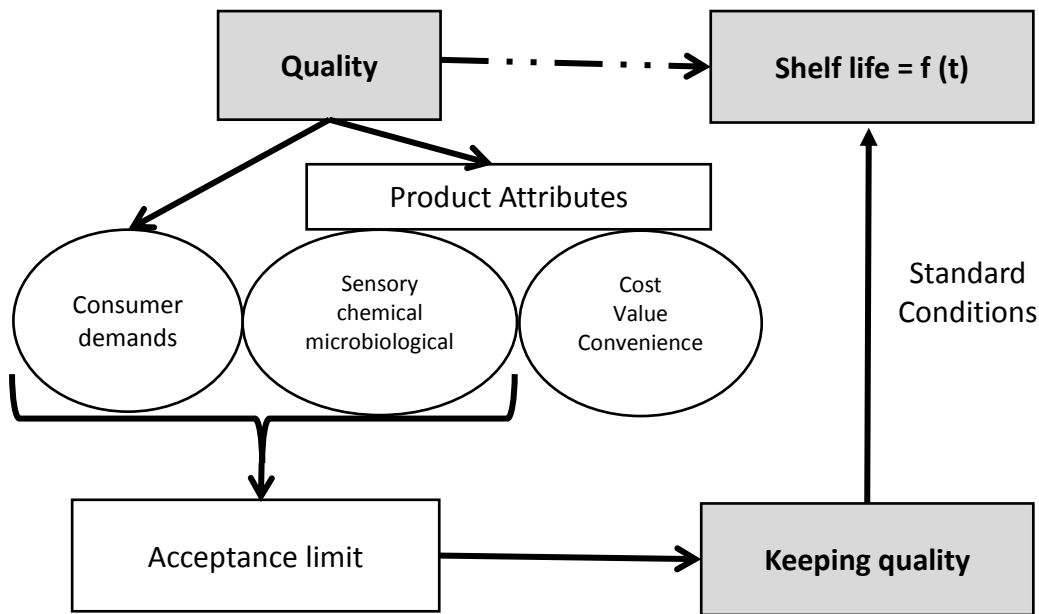 Quality
Shelf life = f (t)
Product Attributes
Consumer
demands
Sensory
chemical
microbiological
Cost
Value
Convenience
Standard
Conditions
Acceptance limit
Keeping quality